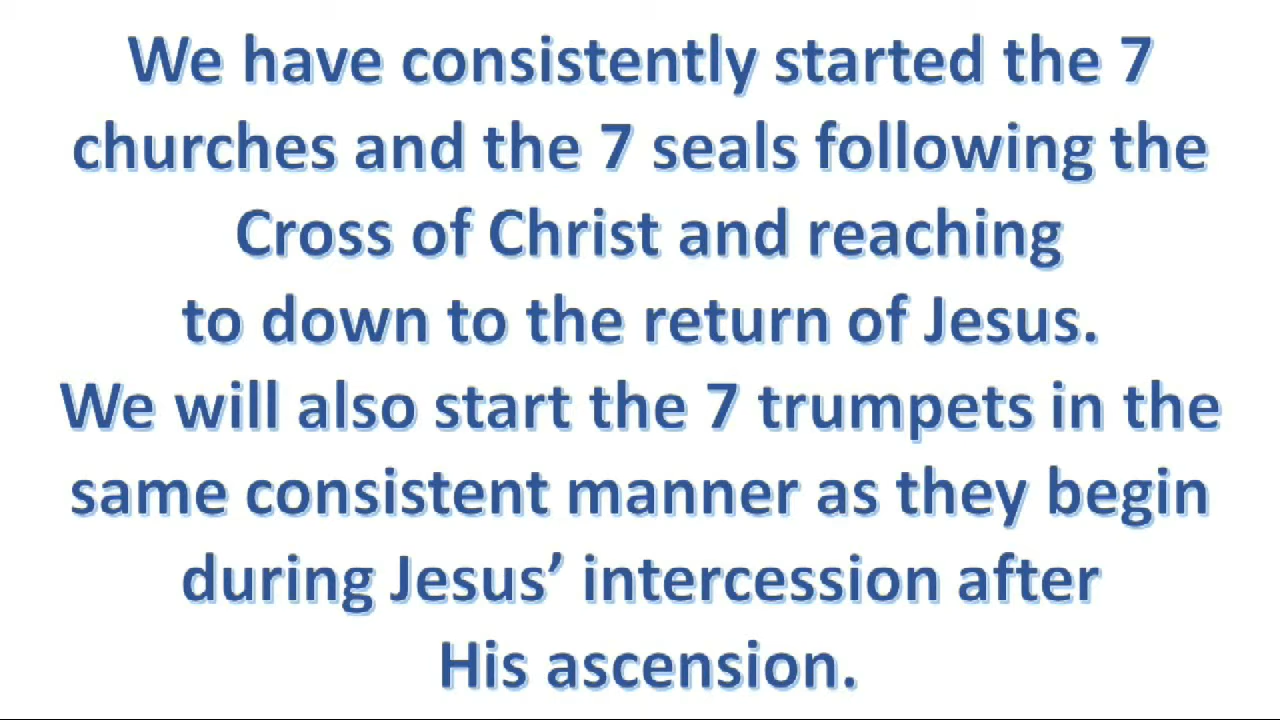 We have consistently started the 7
churches and the 7 seals following the
Cross of Christ and reaching
to down to the return of Jesus.
We will also start the 7 trumpets in the
same consistent manner as they begin
during Jesus’ intercession after
His ascension.